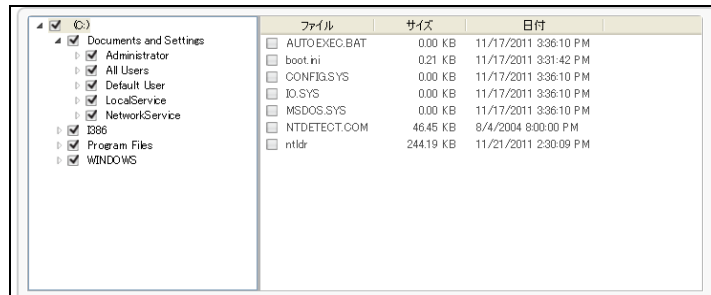 (C:)
Documents and Settings
Administrator
All Users
Default User
LocalService
NetworkService
I386
Program Files
WINDOWS
ファイル サイズ 日付
AUTOEXEC.BAT 0.00 KB 11/17/2011 3:36:10 PM
boot.ini 0.21 KB 11/17/2011 3:31:42 PM
CONFIG.SYS 0.00 KB 11/17/2011 3:36:10 PM
IO.SYS 0.00 KB 11/17/2011 3:36:10 PM
MSDOS.SYS 0.00 KB 11/17/2011 3:36:10 PM
NTDETECT.COM 46.45 KB 8/4/2004 8:00:00 PM
ntldr 244.19 KB 11/21/2011 2:30:09 PM